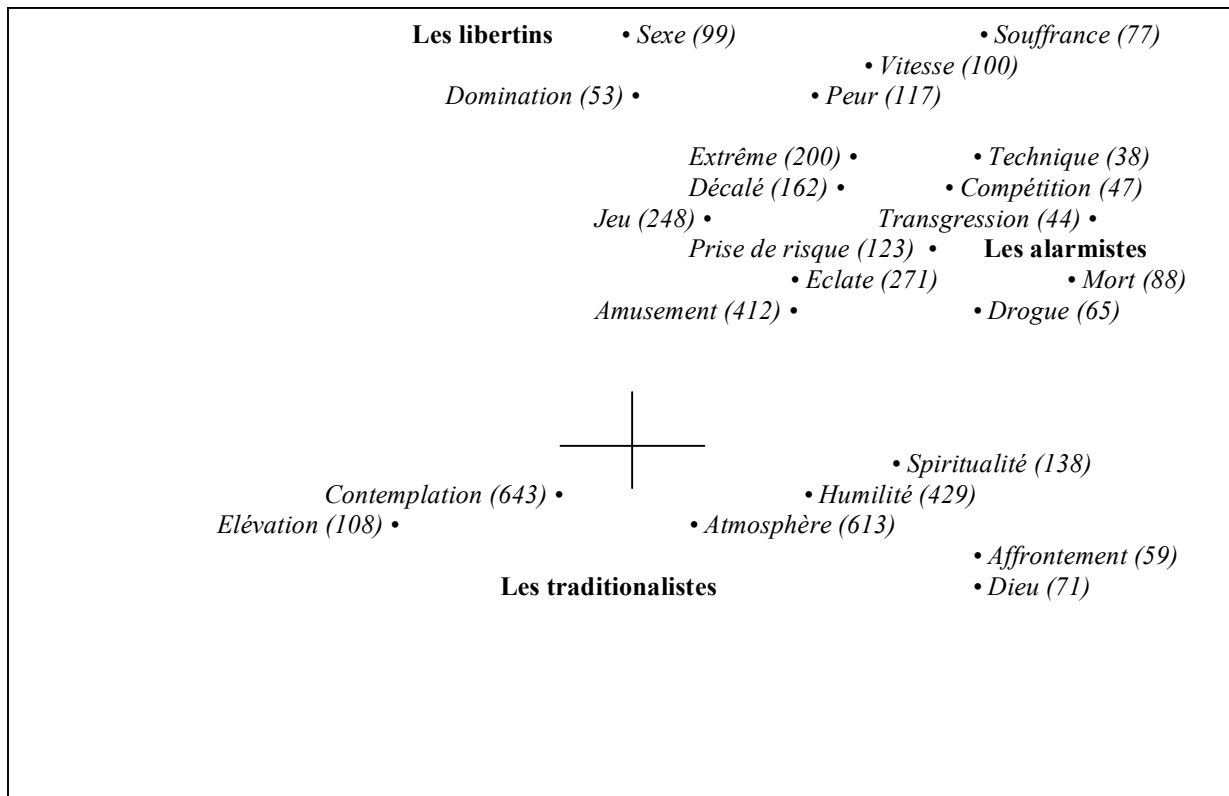 Les libertins • Sexe (99) • Souffrance (77)
• Vitesse (100)
Domination (53) • • Peur (117)
Extrême (200) • • Technique (38)
Décalé (162) • • Compétition (47)
Jeu (248) • Transgression (44) •
Prise de risque (123) • Les alarmistes
• Eclate (271) • Mort (88)
Amusement (412) • • Drogue (65)
• Spiritualité (138)
Contemplation (643) • • Humilité (429)
Elévation (108) • • Atmosphère (613)
• Affrontement (59)
Les traditionalistes • Dieu (71)